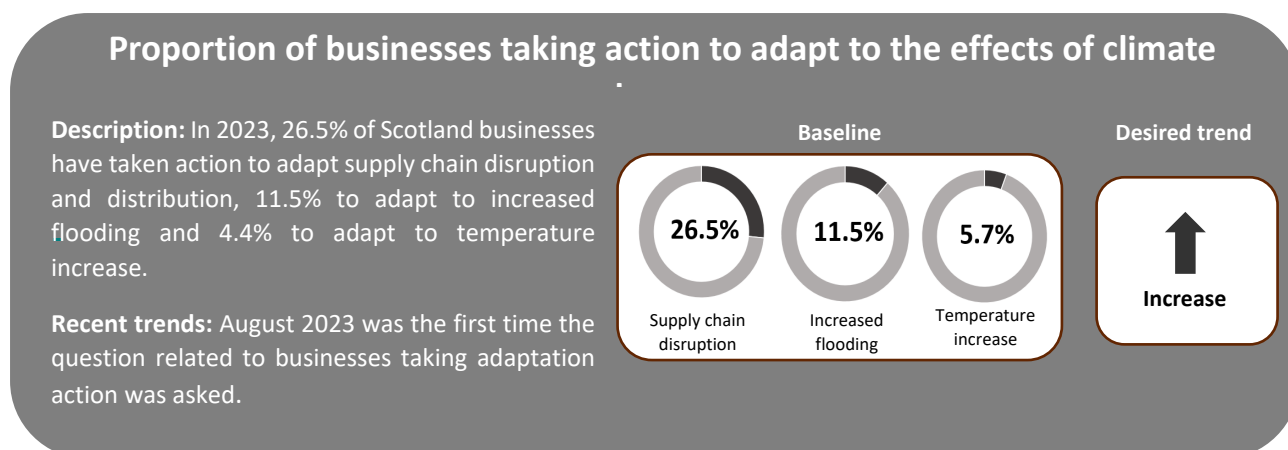 Proportion of businesses taking action to adapt to the effects of climate
Description: In 2023, 26.5% of Scotland businesses
have taken action to adapt supply chain disruption
and distribution, 11.5% to adapt to increased
flooding and 4.4% to adapt to temperature
increase.
Recent trends: August 2023 was the first time the
question related to businesses taking adaptation
action was asked.
Baseline
26.5%
Supply chain
disruption
11.5%
Increased
flooding
5.7%
Temperature
increase
Desired trend
Increase